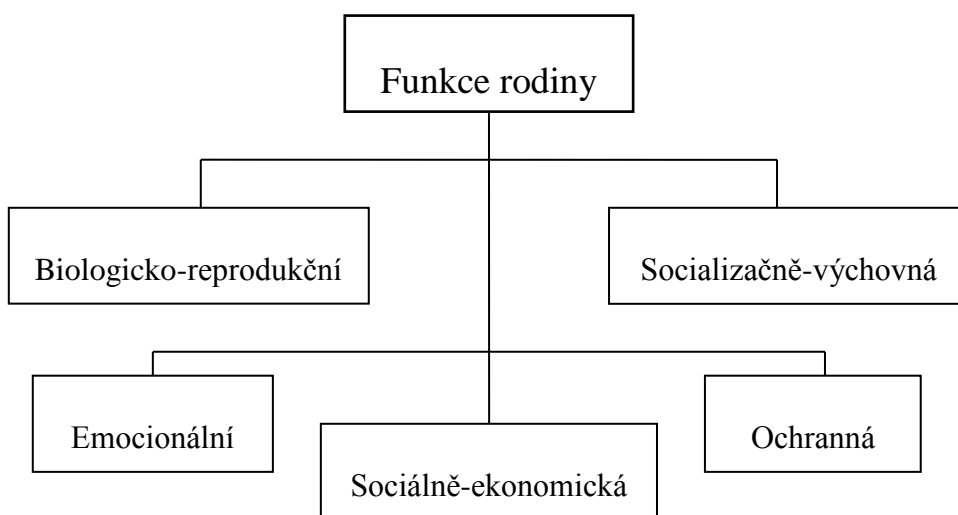 Funkce rodiny
Biologicko-reprodukční
Socializačně-výchovná
Emocionální
Ochranná
Sociálně-ekonomická